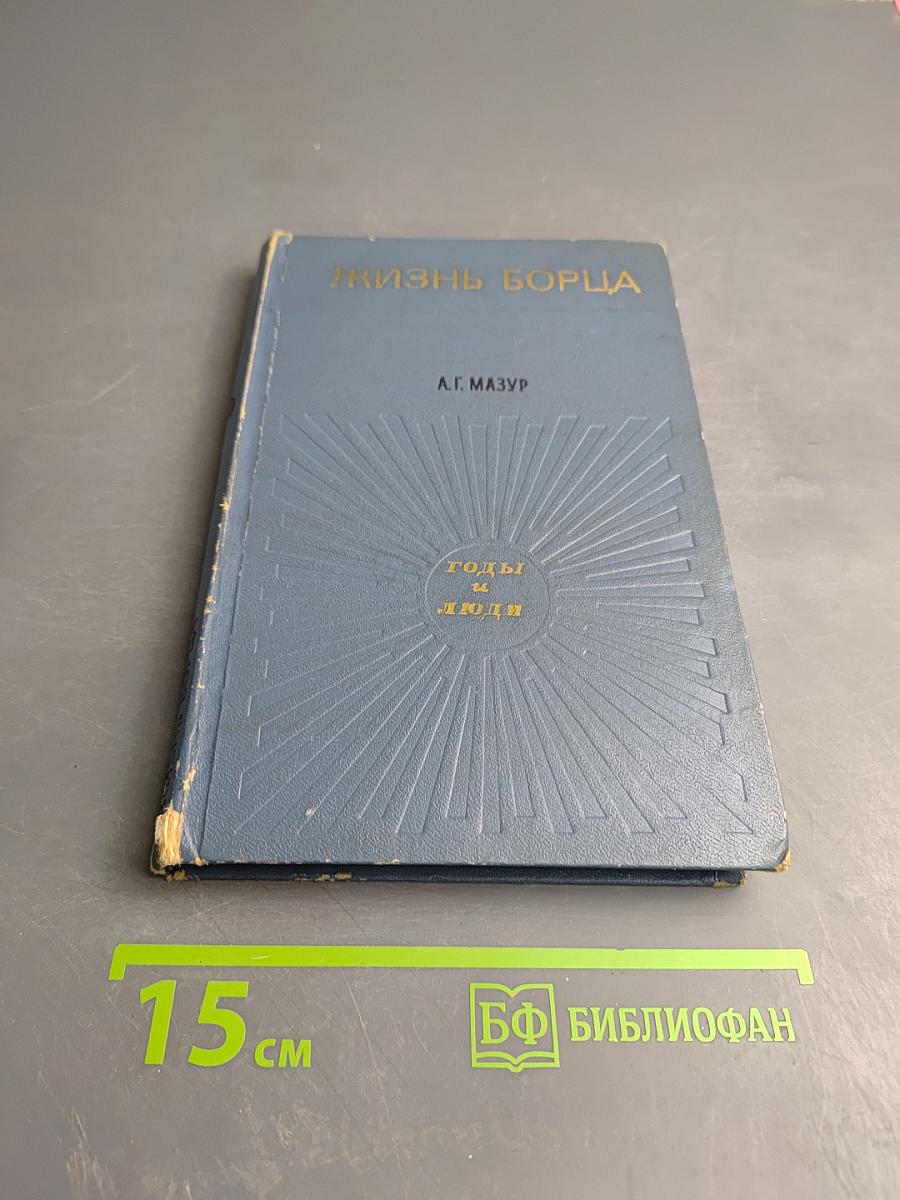 ЖИЗНЬ БОРЦА
А.Г. МАЗУР
ГОДЫ
и
ЛЮДИ
15 см
БФ БИБЛИОФАН